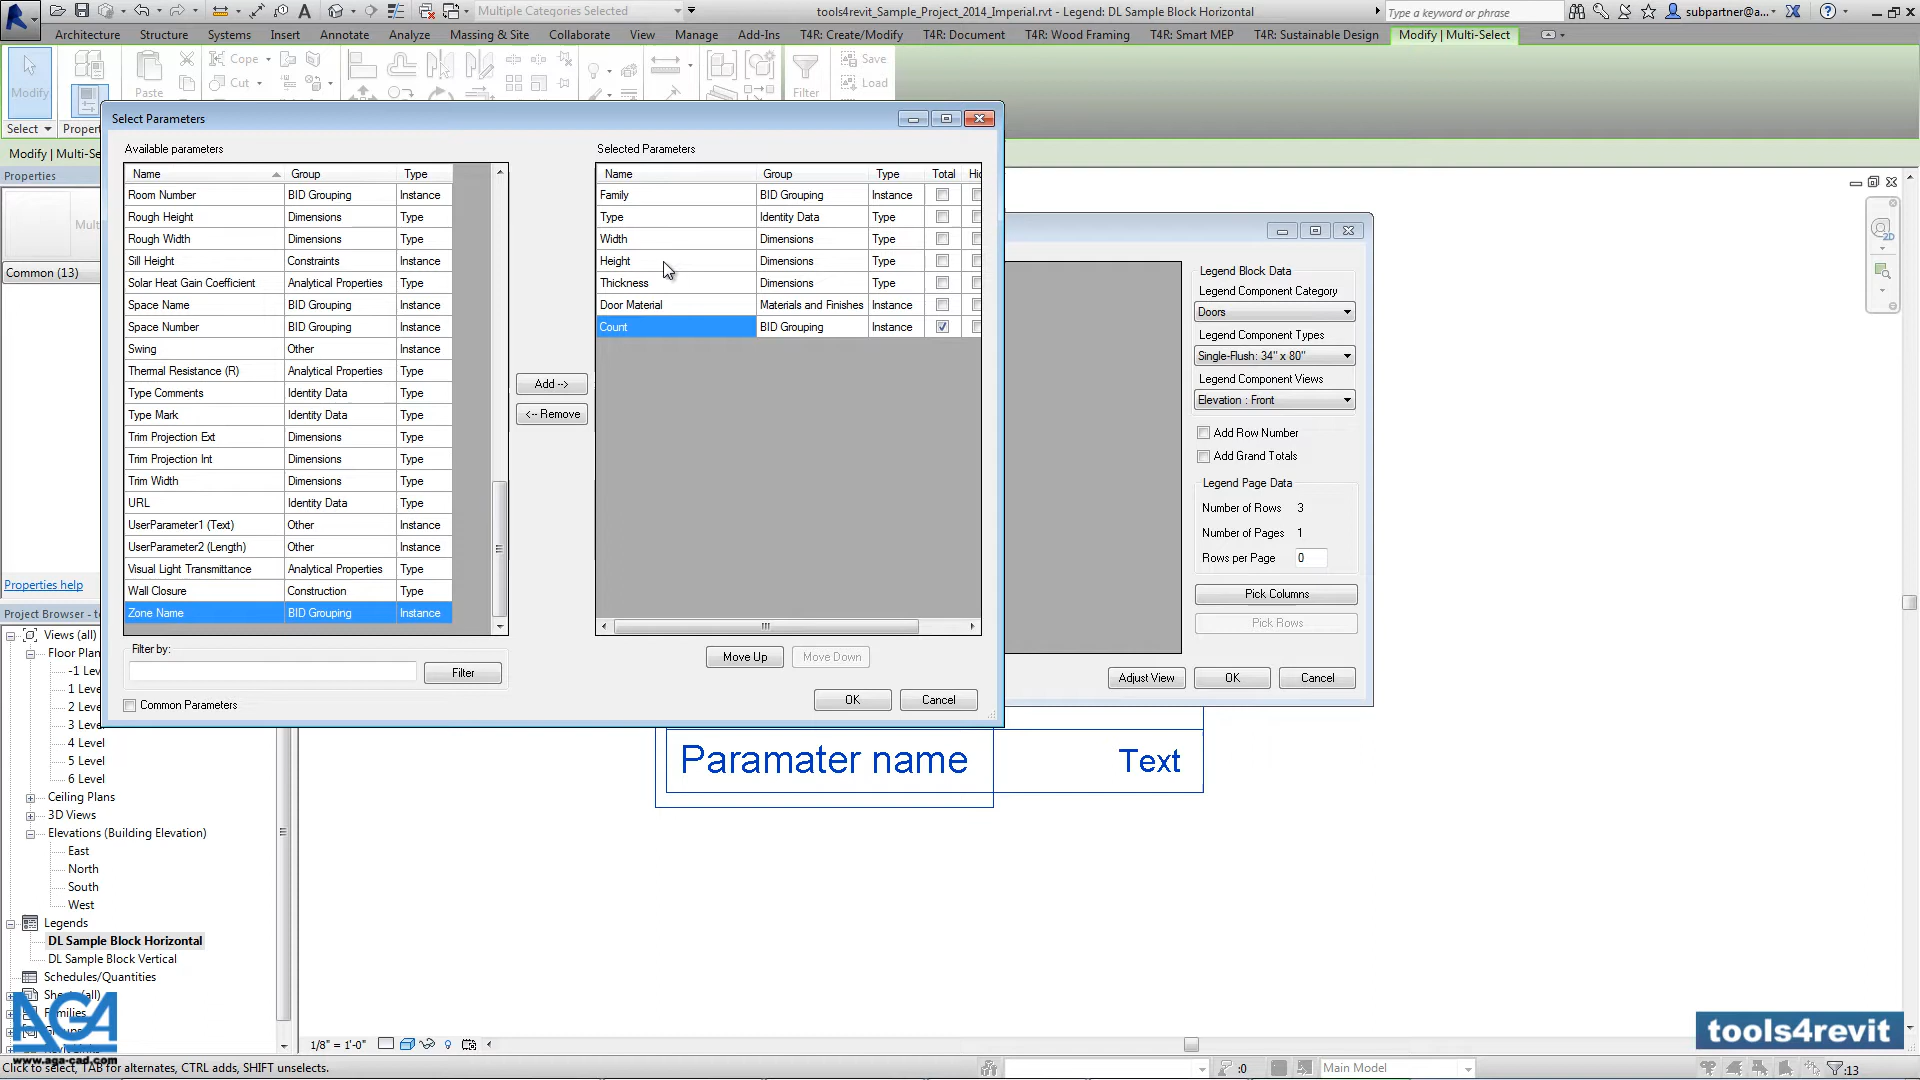 Multiple Categories Selected
tools4revit_Sample_Project_2014_Imperial.rvt - Legend: DL Sample Block Horizontal
Type a keyword or phrase
subpartner@a...
Architecture Structure Systems Insert Annotate Analyze Massing & Site Collaborate View Manage Add-Ins T4R: Create/Modify T4R: Document T4R: Wood Framing T4R: Smart MEP T4R: Sustainable Design Modify | Multi-Select
Modify
Paste
Cope
Cut
Filter
Save
Load
Select
Propert
Modify | Multi-Se
Properties
Mult
Common (13)
Properties help
Select Parameters
Available parameters
Name Group Type
Room Number BID Grouping Instance
Rough Height Dimensions Type
Rough Width Dimensions Type
Sill Height Constraints Instance
Solar Heat Gain Coefficient Analytical Properties Type
Space Name BID Grouping Instance
Space Number BID Grouping Instance
Swing Other Instance
Thermal Resistance (R) Analytical Properties Type
Type Comments Identity Data Type
Type Mark Identity Data Type
Trim Projection Ext Dimensions Type
Trim Projection Int Dimensions Type
Trim Width Dimensions Type
URL Identity Data Type
UserParameter1 (Text) Other Instance
UserParameter2 (Length) Other Instance
Visual Light Transmittance Analytical Properties Type
Wall Closure Construction Type
Zone Name BID Grouping Instance
Filter by:
Filter
Common Parameters
Add -->
<-- Remove
Selected Parameters
Name Group Type Total Hid
Family BID Grouping Instance
Type Identity Data Type
Width Dimensions Type
Height Dimensions Type
Thickness Dimensions Type
Door Material Materials and Finishes Instance
Count BID Grouping Instance
Move Up Move Down
OK Cancel
Legend Block Data
Legend Component Category
Doors
Legend Component Types
Single-Flush: 34" x 80"
Legend Component Views
Elevation : Front
Add Row Number
Add Grand Totals
Legend Page Data
Number of Rows 3
Number of Pages 1
Rows per Page 0
Pick Columns
Pick Rows
Adjust View OK Cancel
2D
Paramater name Text
Project Browser - t
Views (all)
Floor Plan
-1 Level
1 Level
2 Level
3 Level
4 Level
5 Level
6 Level
Ceiling Plans
3D Views
Elevations (Building Elevation)
East
North
South
West
Legends
DL Sample Block Horizontal
DL Sample Block Vertical
Schedules/Quantities
Sheets (all)
Families
AGA
www.aga-cad.com
tools4revit
1/8" = 1'-0"
Click to select, TAB for alternates, CTRL adds, SHIFT unselects.
:0
Main Model
:13